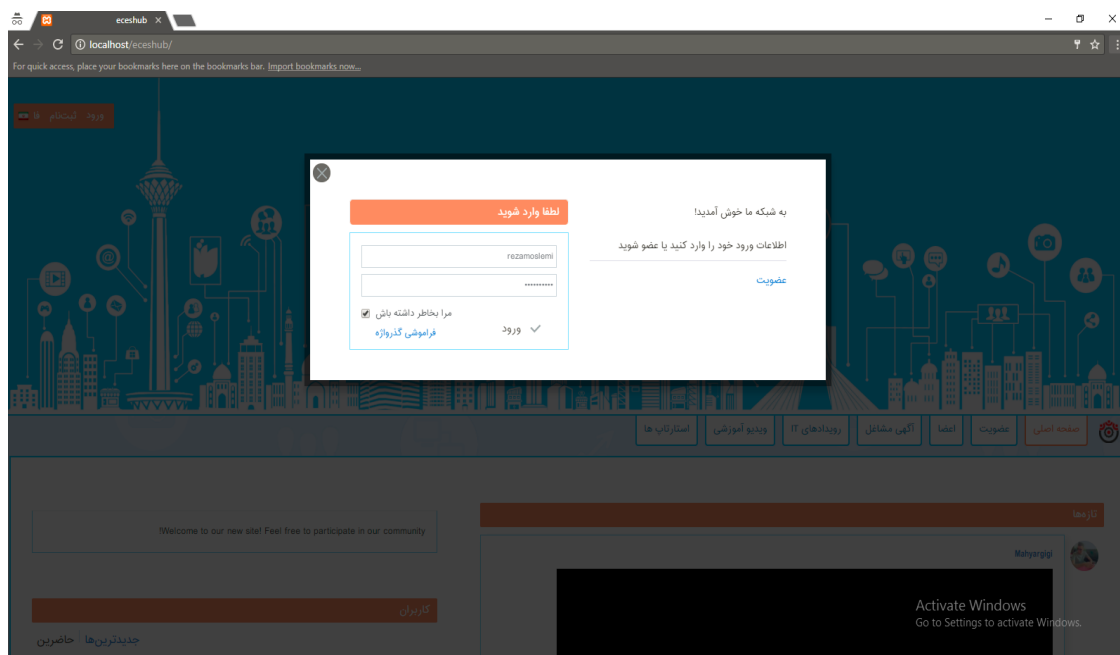 eceshub
localhost/eceshub/
For quick access, place your bookmarks here on the bookmarks bar. Import bookmarks now...
ورود ثبت‌نام فا
به شبکه ما خوش آمدید!
اطلاعات ورود خود را وارد کنید یا عضو شوید
عضویت
لطفا وارد شوید
rezamoslemi
••••••••••
مرا بخاطر داشته باش
ورود
فراموشی گذرواژه
صفحه اصلی
عضویت
اعضا
آگهی مشاغل
رویدادهای IT
ویدیو آموزشی
استارتاپ ها
تازه‌ها
Mahyargigi
!Welcome to our new site! Feel free to participate in our community
کاربران
جدیدترین‌ها | حاضرین
Activate Windows
Go to Settings to activate Windows.